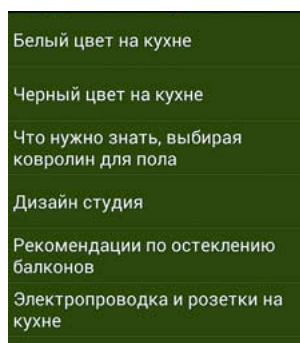 Белый цвет на кухне
Черный цвет на кухне
Что нужно знать, выбирая
ковролин для пола
Дизайн студия
Рекомендации по остеклению
балконов
Электропроводка и розетки на
кухне